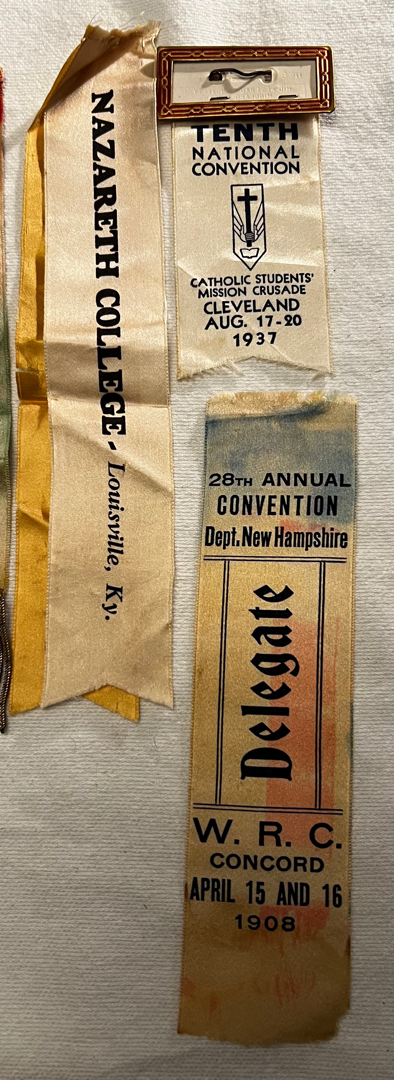 NAZARETH COLLEGE - Louisville, Ky.
TENTH
NATIONAL
CONVENTION
CATHOLIC STUDENTS'
MISSION CRUSADE
CLEVELAND
AUG. 17-20
1937
28TH ANNUAL
CONVENTION
Dept. New Hampshire
Delegate
W. R. C.
CONCORD
APRIL 15 AND 16
1908